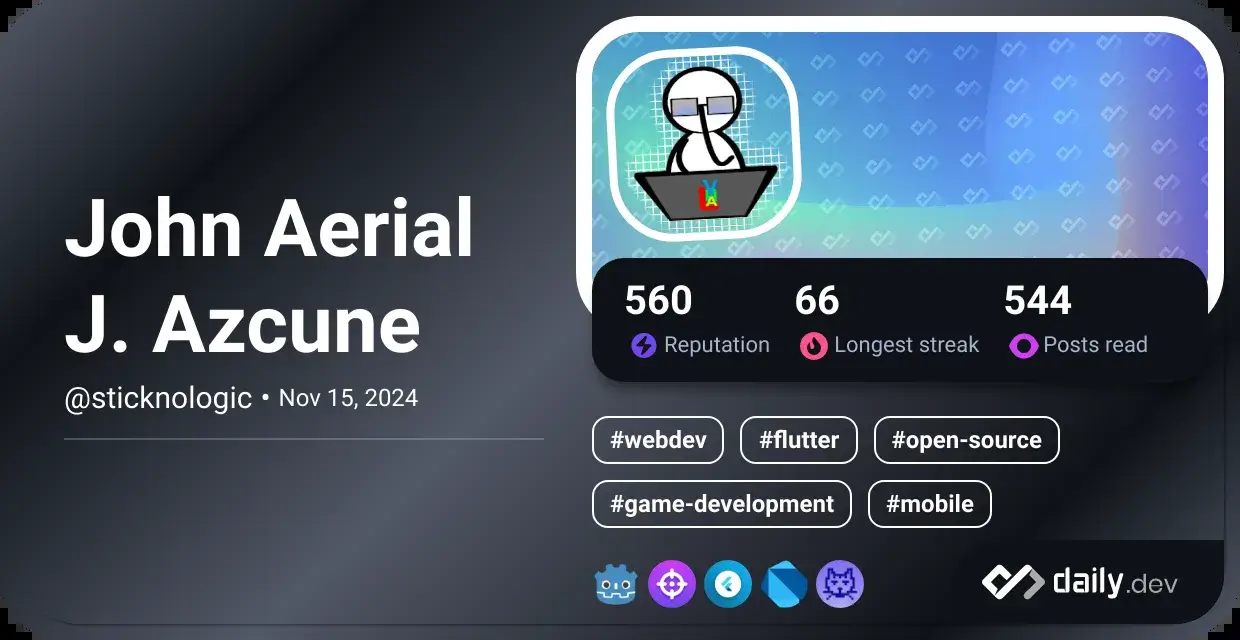 John Aerial
J. Azcune
@sticknologic • Nov 15, 2024
VLA
560
Reputation
66
Longest streak
544
Posts read
#webdev
#flutter
#open-source
#game-development
#mobile
daily.dev